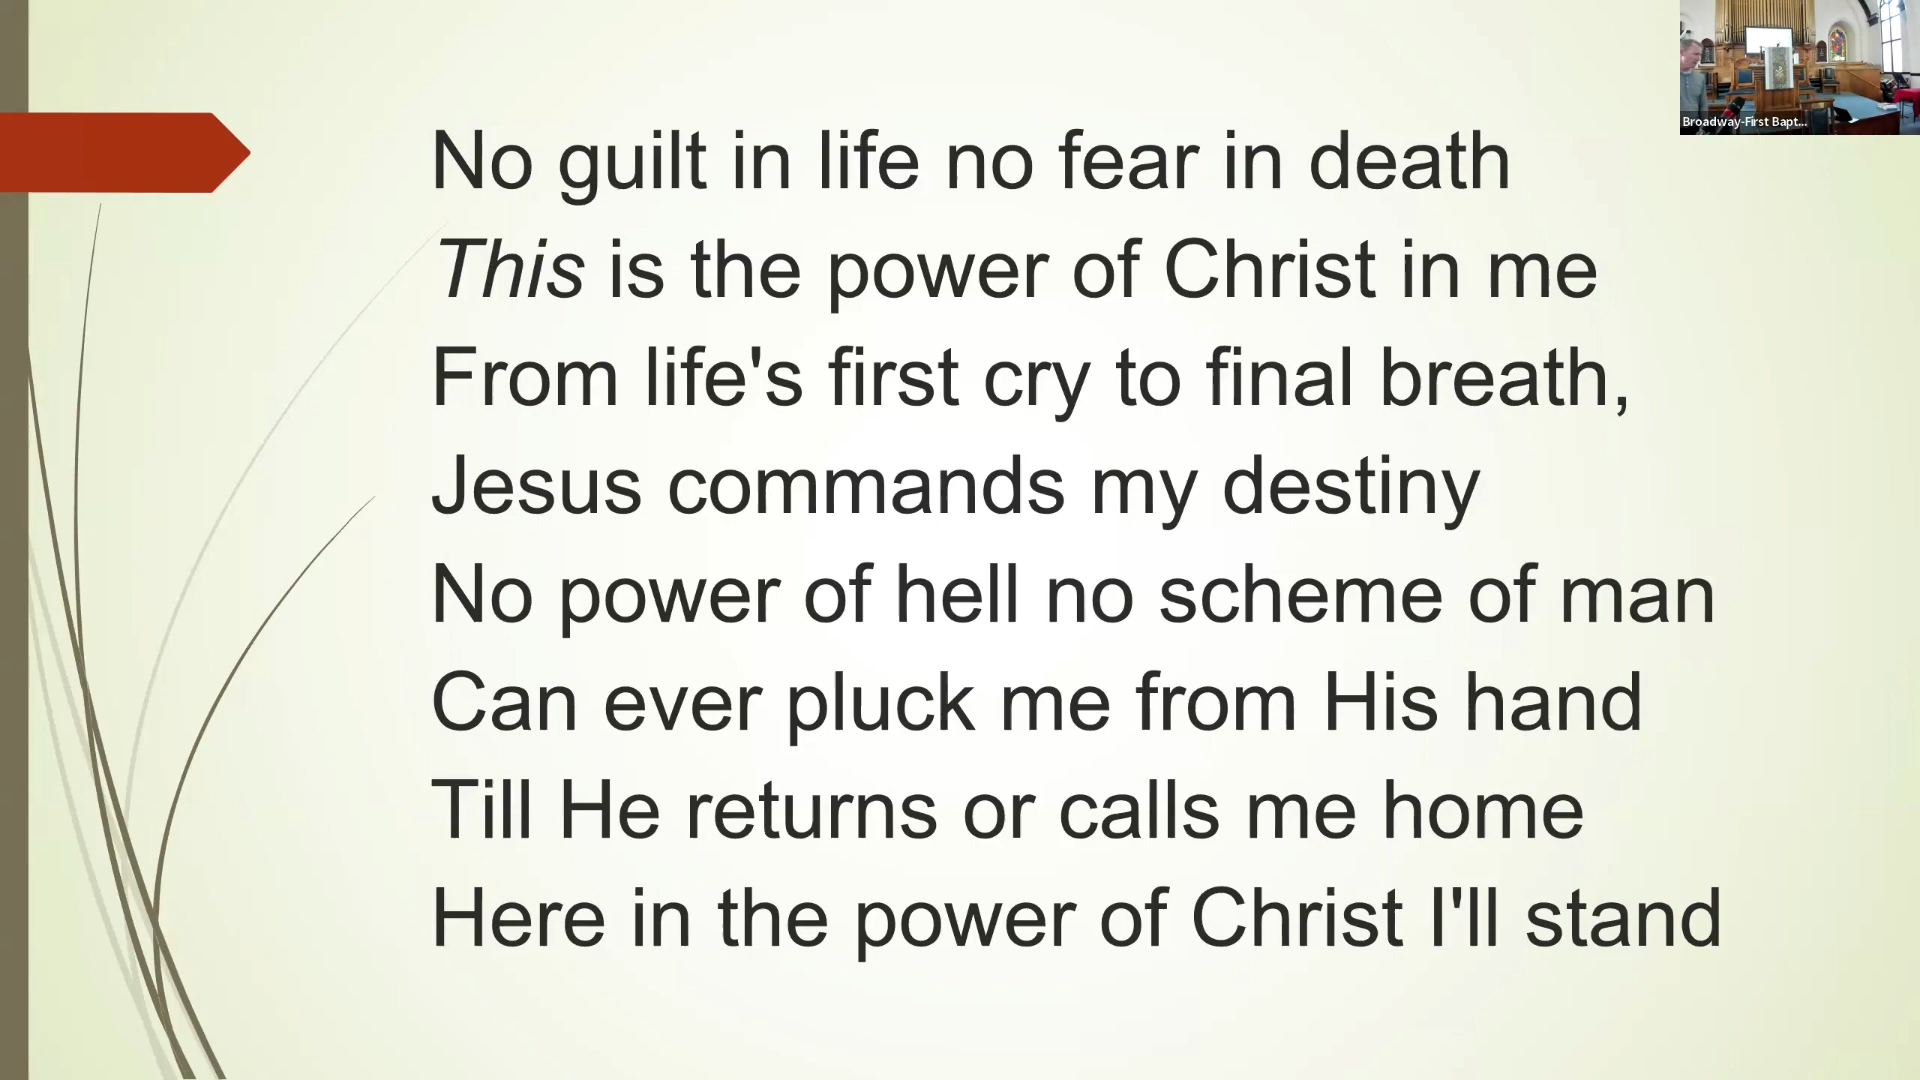 No guilt in life no fear in death
This is the power of Christ in me
From life's first cry to final breath,
Jesus commands my destiny
No power of hell no scheme of man
Can ever pluck me from His hand
Till He returns or calls me home
Here in the power of Christ I'll stand
Broadway-First Bapt...